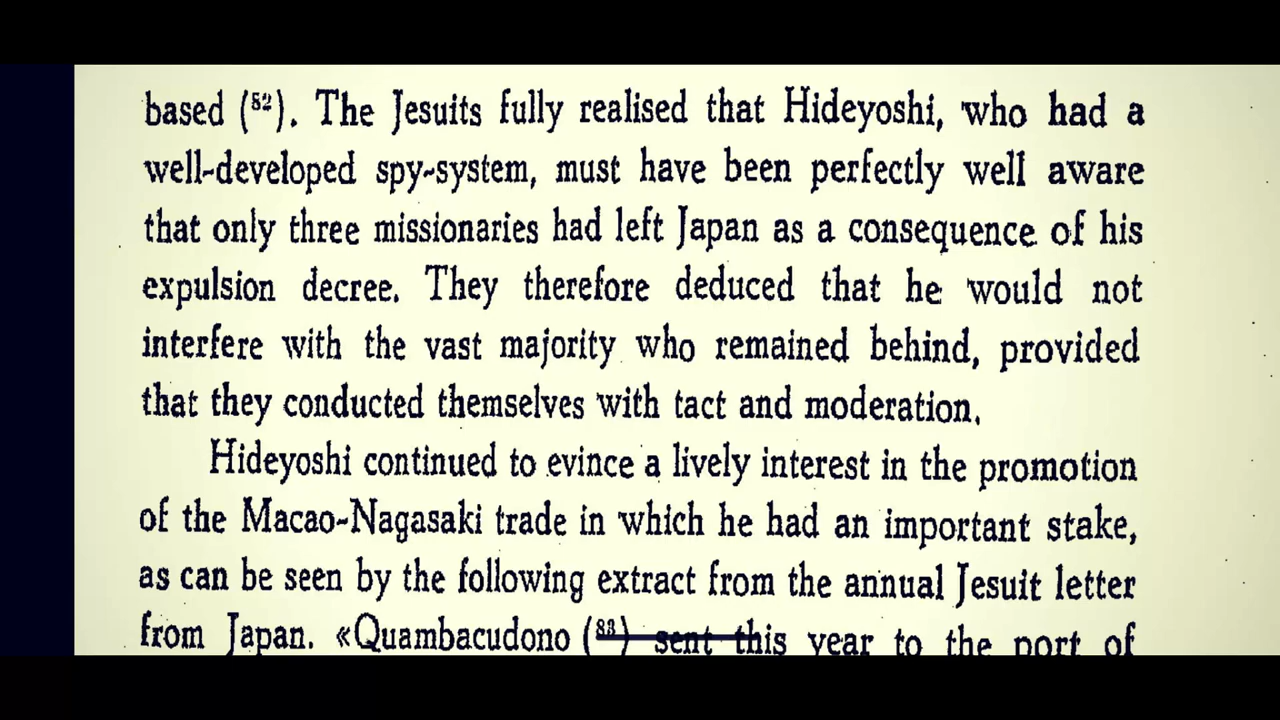 based (⁵²). The Jesuits fully realised that Hideyoshi, who had a
well-developed spy-system, must have been perfectly well aware
that only three missionaries had left Japan as a consequence of his
expulsion decree. They therefore deduced that he would not
interfere with the vast majority who remained behind, provided
that they conducted themselves with tact and moderation.
Hideyoshi continued to evince a lively interest in the promotion
of the Macao-Nagasaki trade in which he had an important stake,
as can be seen by the following extract from the annual Jesuit letter
from Japan. «Quambacudono (⁸³) sent this year to the port of